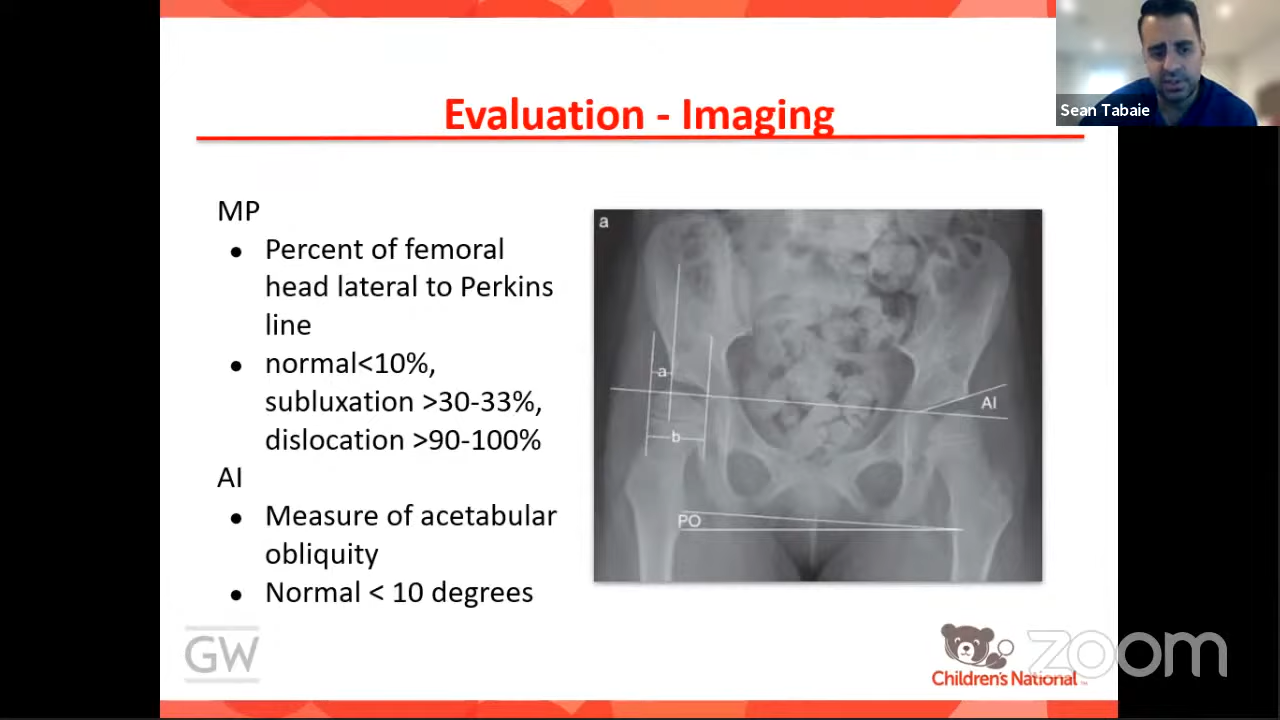 Sean Tabaie
Evaluation - Imaging
MP
• Percent of femoral
head lateral to Perkins
line
• normal<10%,
subluxation >30-33%,
dislocation >90-100%
AI
• Measure of acetabular
obliquity
• Normal < 10 degrees
a
a
b
AI
PO
GW
Children's National
zoom